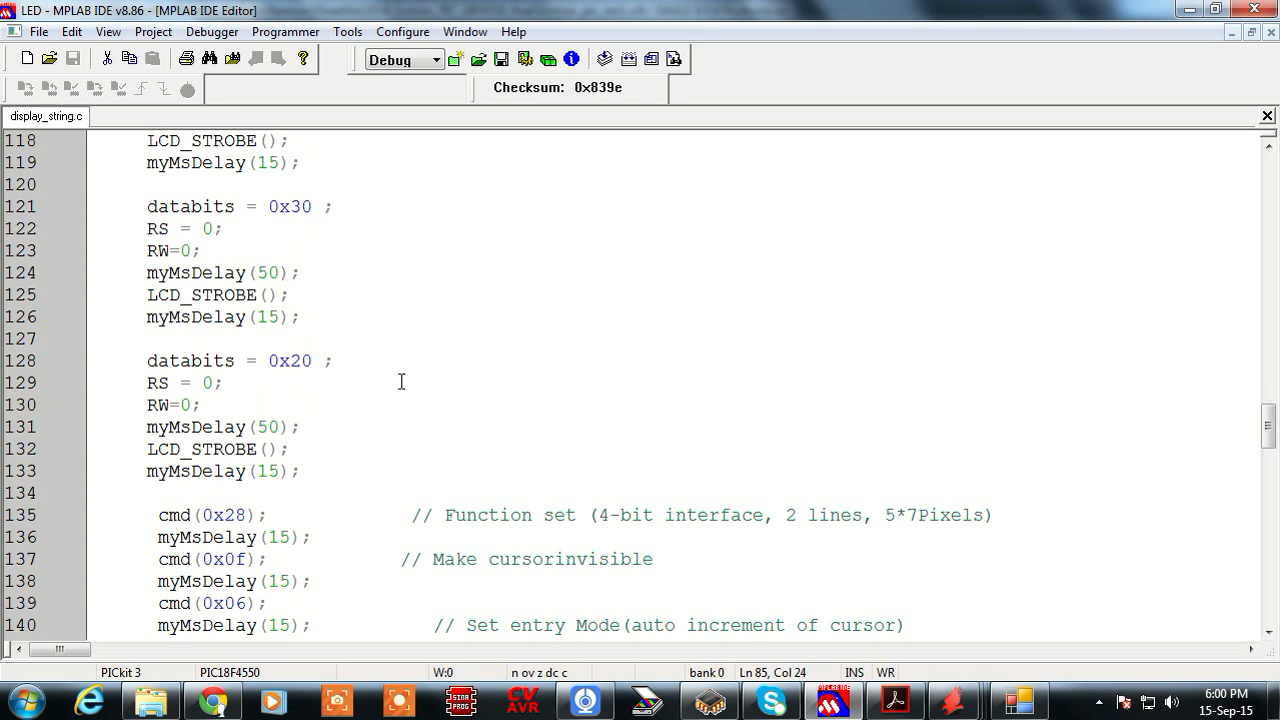 LED - MPLAB IDE v8.86 - [MPLAB IDE Editor]
File Edit View Project Debugger Programmer Tools Configure Window Help
Debug
Checksum: 0x839e
display_string.c
118 LCD_STROBE();
119 myMsDelay(15);
120
121 databits = 0x30 ;
122 RS = 0;
123 RW=0;
124 myMsDelay(50);
125 LCD_STROBE();
126 myMsDelay(15);
127
128 databits = 0x20 ;
129 RS = 0;
130 RW=0;
131 myMsDelay(50);
132 LCD_STROBE();
133 myMsDelay(15);
134
135 cmd(0x28); // Function set (4-bit interface, 2 lines, 5*7Pixels)
136 myMsDelay(15);
137 cmd(0x0f); // Make cursorinvisible
138 myMsDelay(15);
139 cmd(0x06);
140 myMsDelay(15); // Set entry Mode(auto increment of cursor)
PICkit 3 PIC18F4550 W:0 n ov z dc c bank 0 Ln 85, Col 24 INS WR
SINA PROG CV AVR MPLAB IDE 6:00 PM
15-Sep-15